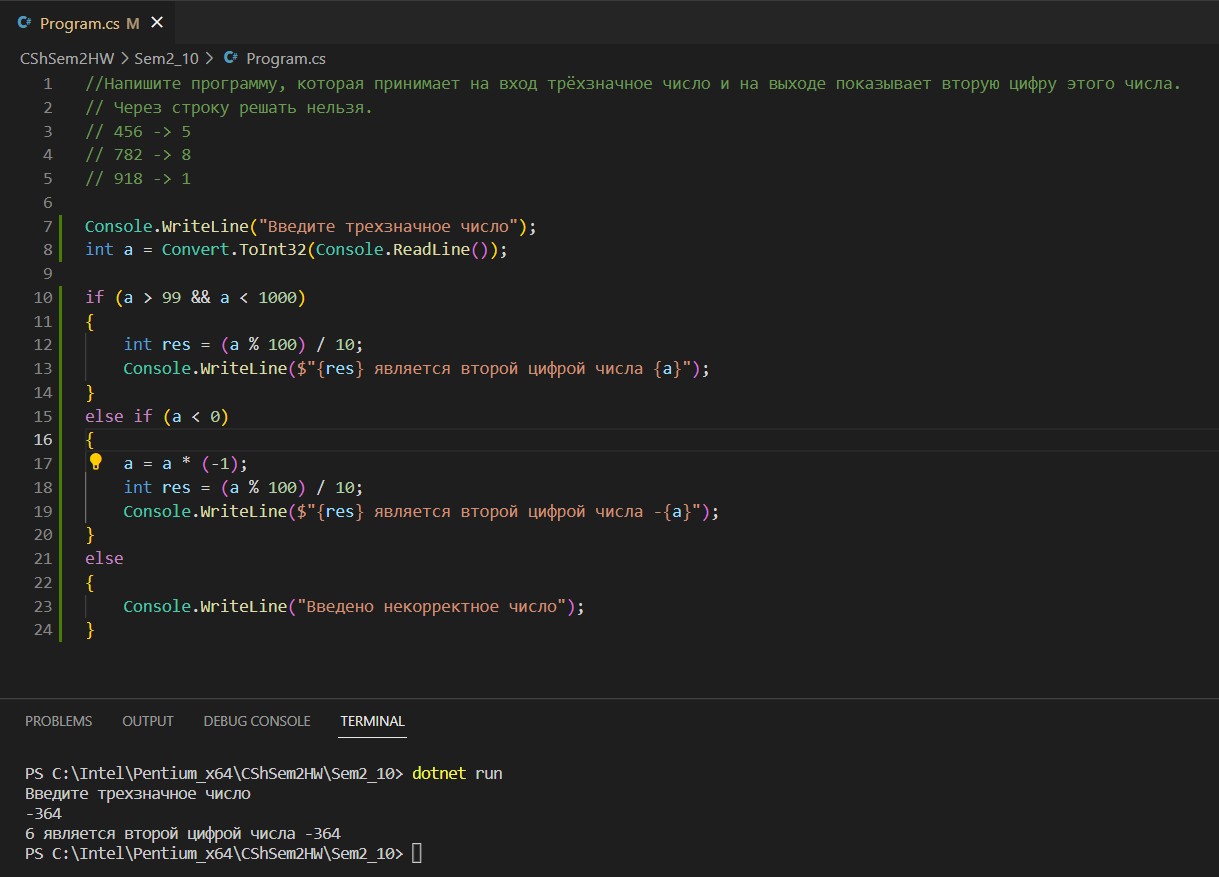 Program.cs M
CShSem2HW > Sem2_10 > Program.cs
1 //Напишите программу, которая принимает на вход трёхзначное число и на выходе показывает вторую цифру этого числа.
2 // Через строку решать нельзя.
3 // 456 -> 5
4 // 782 -> 8
5 // 918 -> 1
6
7 Console.WriteLine("Введите трехзначное число");
8 int a = Convert.ToInt32(Console.ReadLine());
9
10 if (a > 99 && a < 1000)
11 {
12     int res = (a % 100) / 10;
13     Console.WriteLine($"{res} является второй цифрой числа {a}");
14 }
15 else if (a < 0)
16 {
17     a = a * (-1);
18     int res = (a % 100) / 10;
19     Console.WriteLine($"{res} является второй цифрой числа -{a}");
20 }
21 else
22 {
23     Console.WriteLine("Введено некорректное число");
24 }
PROBLEMS OUTPUT DEBUG CONSOLE TERMINAL
PS C:\Intel\Pentium_x64\CShSem2HW\Sem2_10> dotnet run
Введите трехзначное число
-364
6 является второй цифрой числа -364
PS C:\Intel\Pentium_x64\CShSem2HW\Sem2_10>